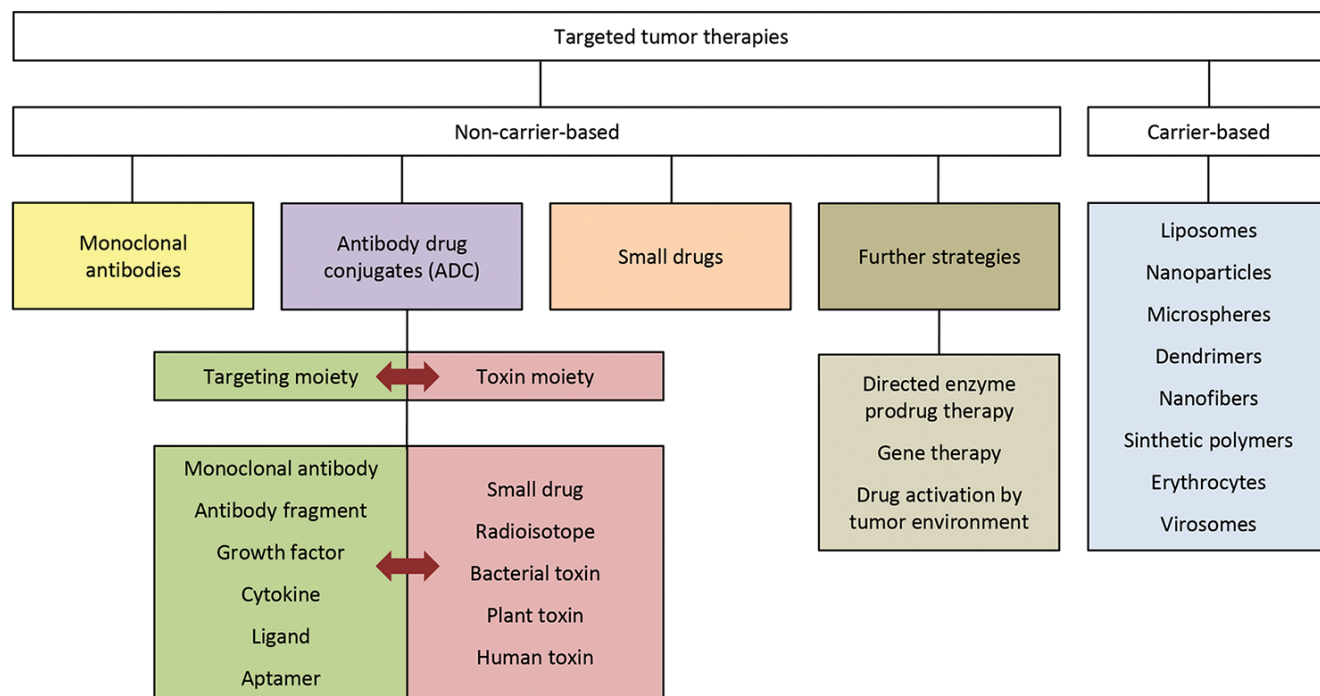 Targeted tumor therapies
Non-carrier-based
Carrier-based
Monoclonal
antibodies
Antibody drug
conjugates (ADC)
Small drugs
Further strategies
Liposomes
Nanoparticles
Microspheres
Dendrimers
Nanofibers
Sinthetic polymers
Erythrocytes
Virosomes
Targeting moiety
Toxin moiety
Monoclonal antibody
Antibody fragment
Growth factor
Cytokine
Ligand
Aptamer
Small drug
Radioisotope
Bacterial toxin
Plant toxin
Human toxin
Directed enzyme
prodrug therapy
Gene therapy
Drug activation by
tumor environment